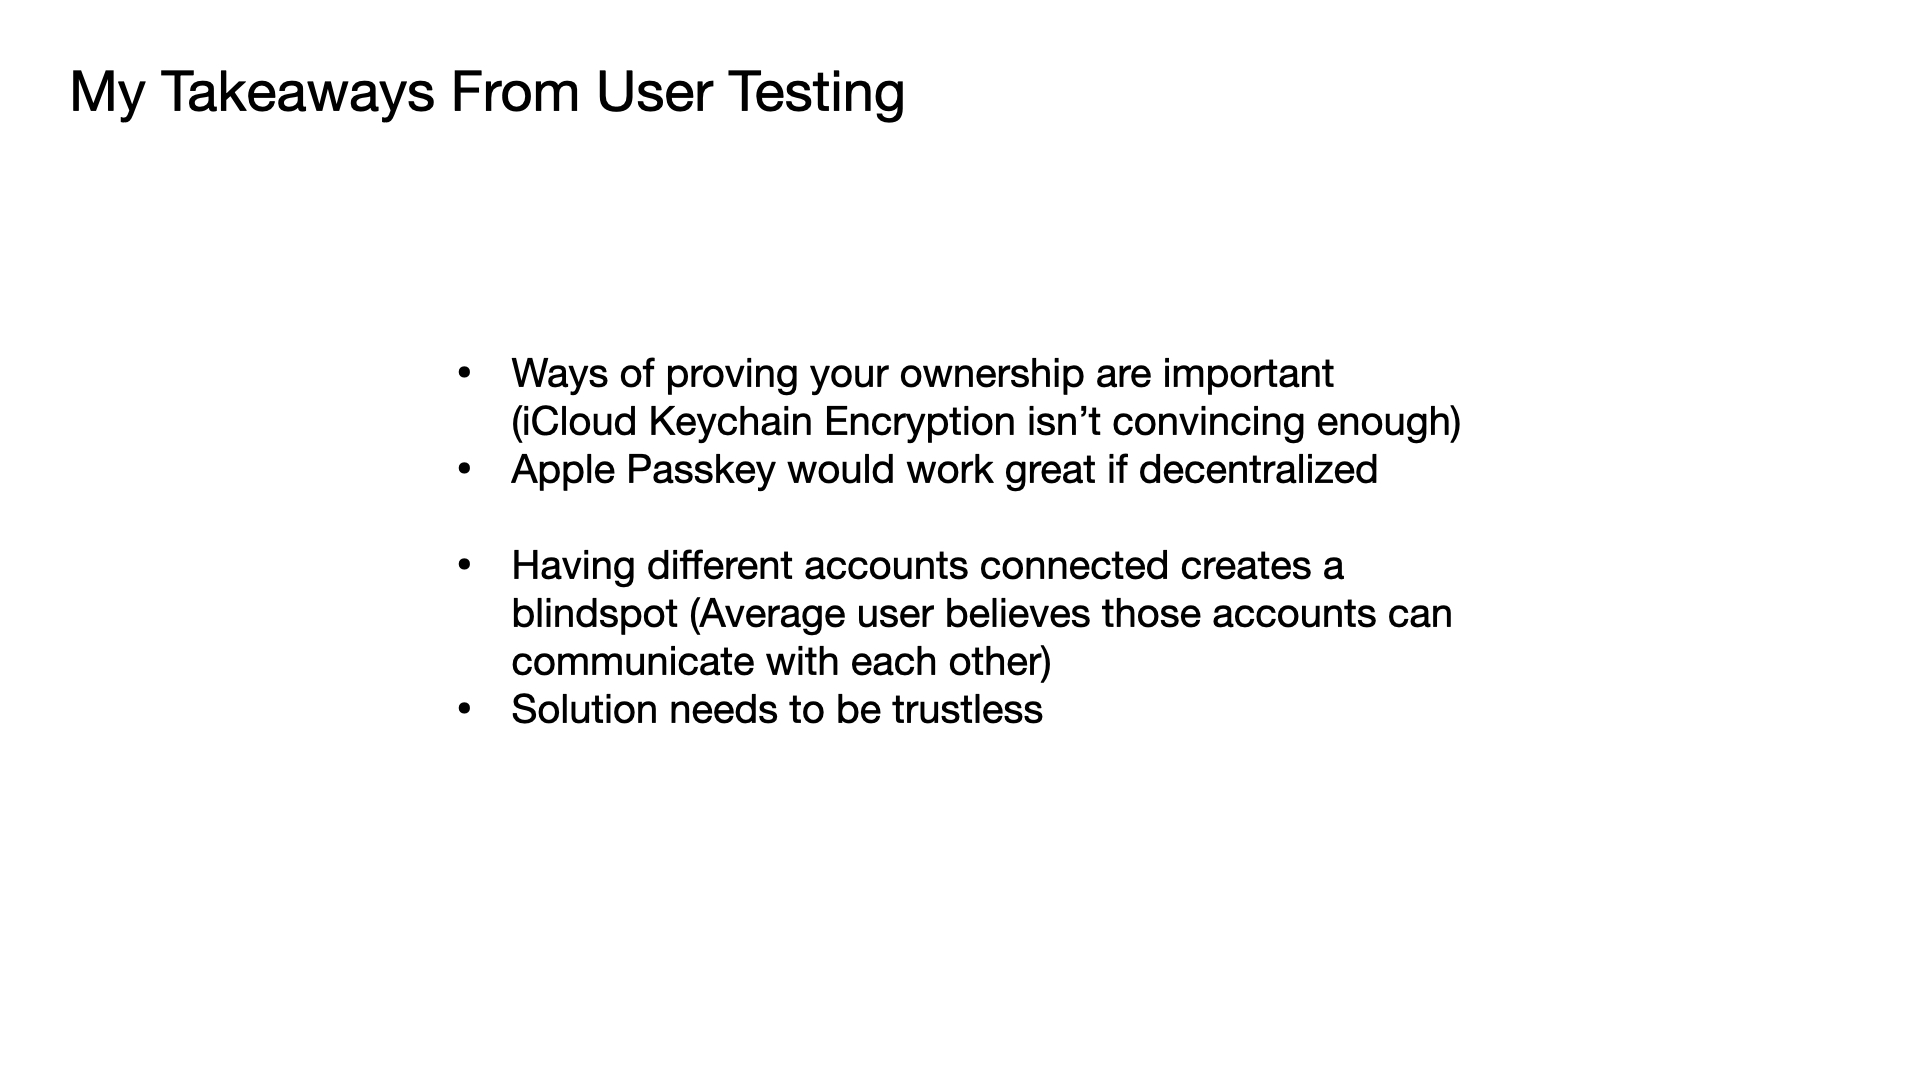 My Takeaways From User Testing
• Ways of proving your ownership are important
(iCloud Keychain Encryption isn’t convincing enough)
• Apple Passkey would work great if decentralized
• Having different accounts connected creates a
blindspot (Average user believes those accounts can
communicate with each other)
• Solution needs to be trustless